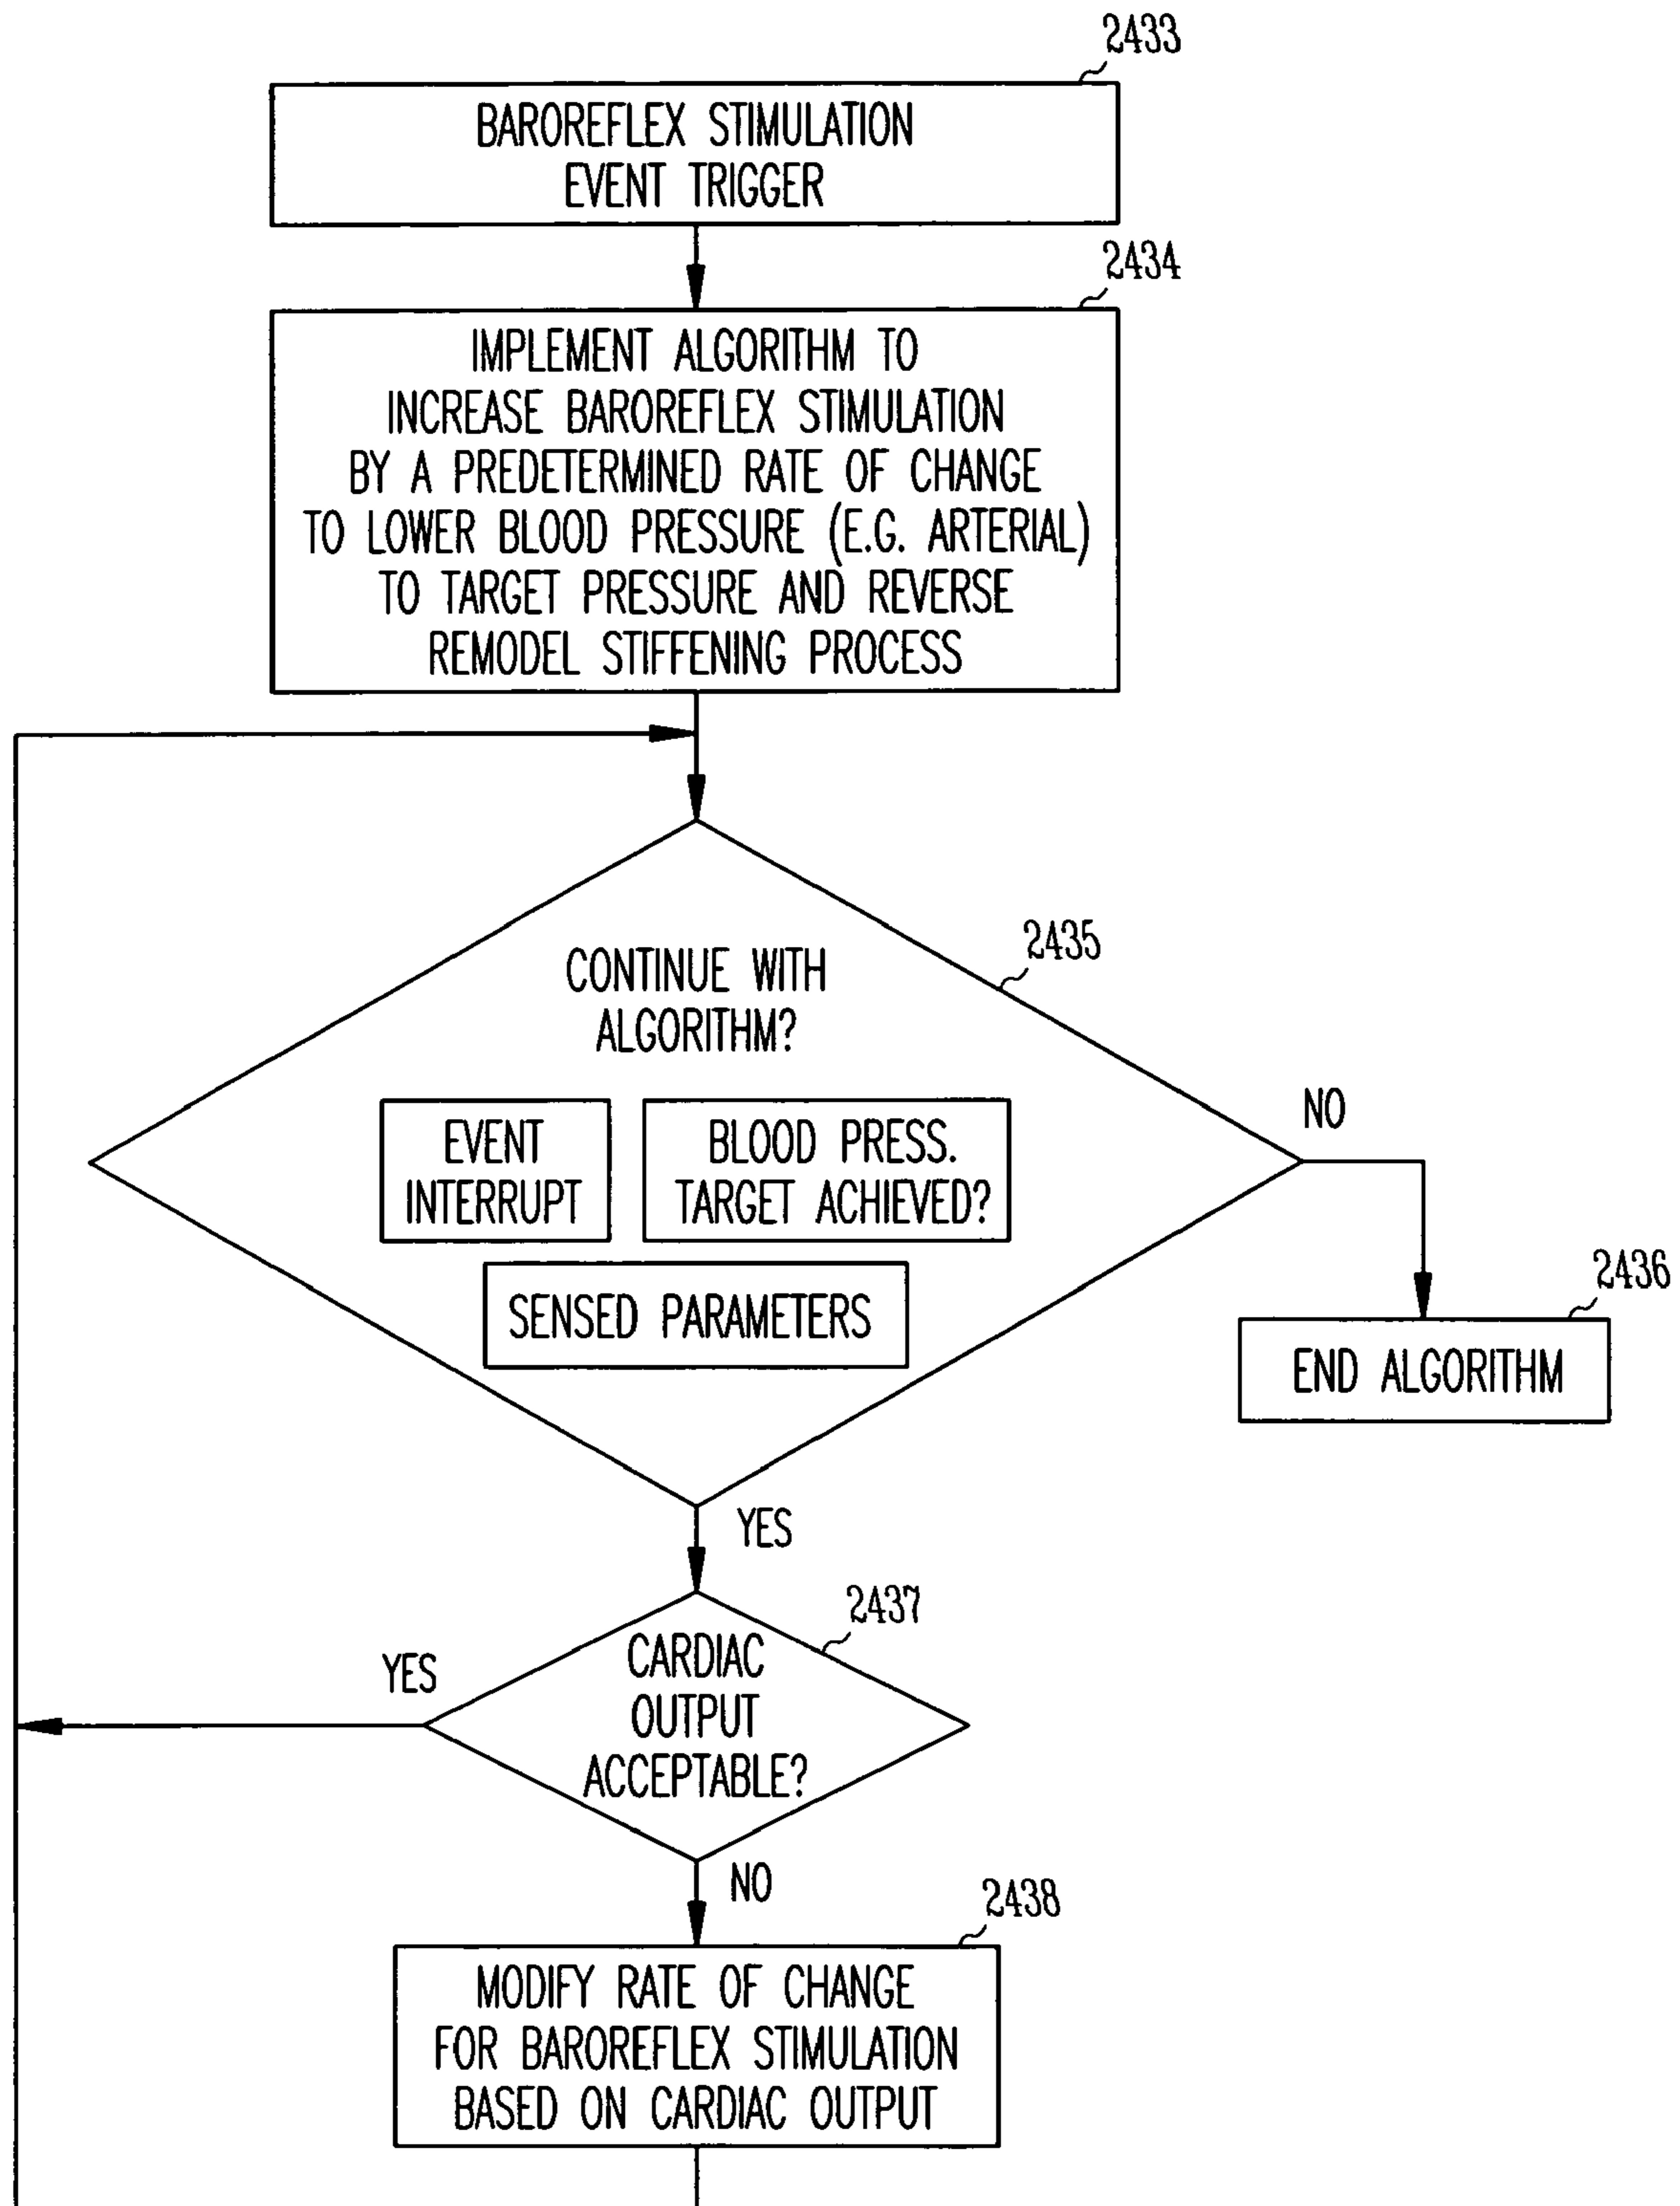 2433
BAROREFLEX STIMULATION
EVENT TRIGGER
2434
IMPLEMENT ALGORITHM TO
INCREASE BAROREFLEX STIMULATION
BY A PREDETERMINED RATE OF CHANGE
TO LOWER BLOOD PRESSURE (E.G. ARTERIAL)
TO TARGET PRESSURE AND REVERSE
REMODEL STIFFENING PROCESS
2435
CONTINUE WITH
ALGORITHM?
EVENT
INTERRUPT
BLOOD PRESS.
TARGET ACHIEVED?
SENSED PARAMETERS
NO
2436
END ALGORITHM
YES
2437
CARDIAC
OUTPUT
ACCEPTABLE?
YES
NO
2438
MODIFY RATE OF CHANGE
FOR BAROREFLEX STIMULATION
BASED ON CARDIAC OUTPUT